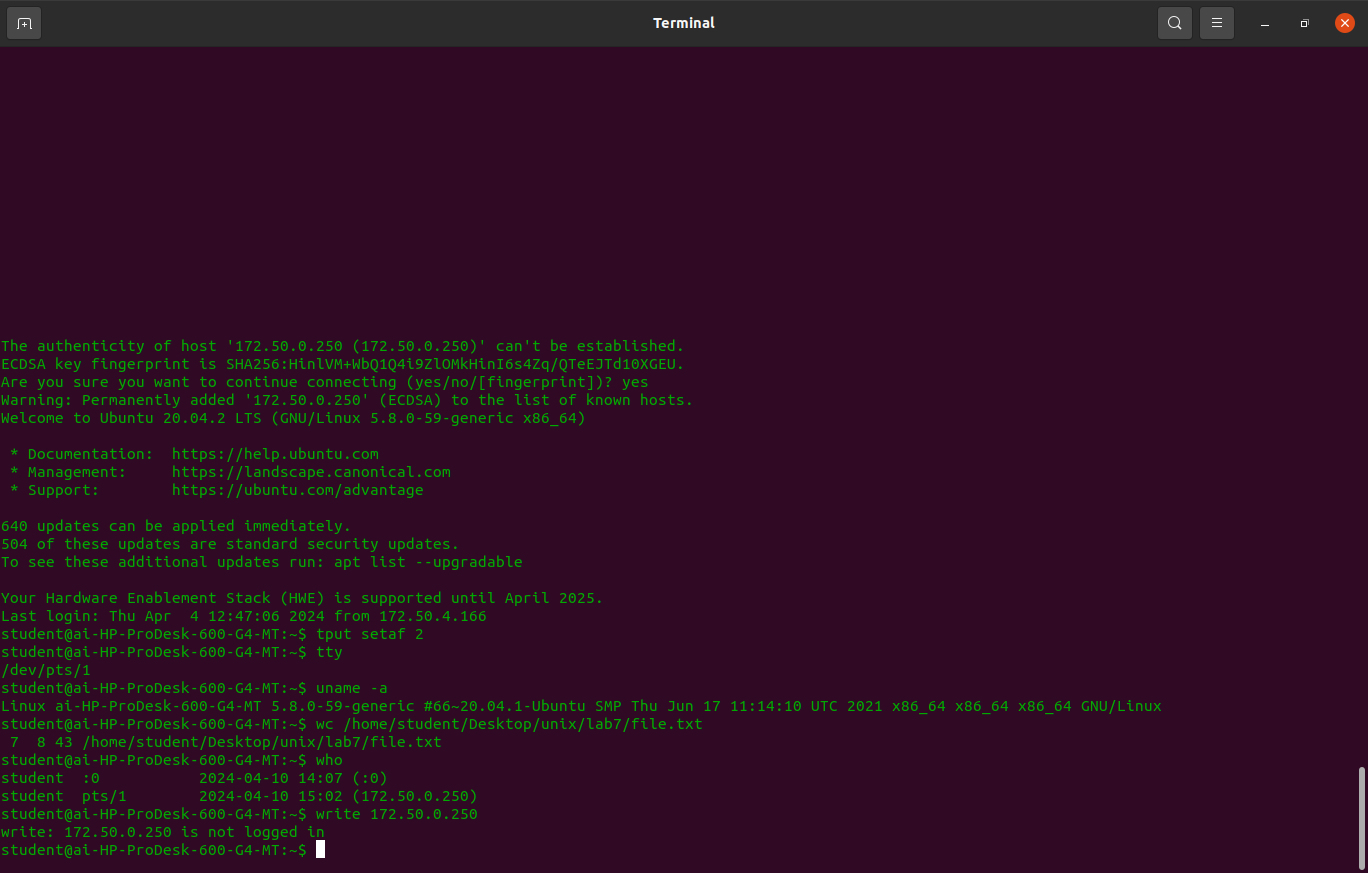 Terminal
The authenticity of host '172.50.0.250 (172.50.0.250)' can't be established.
ECDSA key fingerprint is SHA256:HinlVM+WbQ1Q4i9ZlOMkHinI6s4Zq/QTeEJTd10XGEU.
Are you sure you want to continue connecting (yes/no/[fingerprint])? yes
Warning: Permanently added '172.50.0.250' (ECDSA) to the list of known hosts.
Welcome to Ubuntu 20.04.2 LTS (GNU/Linux 5.8.0-59-generic x86_64)
 * Documentation:  https://help.ubuntu.com
 * Management:     https://landscape.canonical.com
 * Support:        https://ubuntu.com/advantage
640 updates can be applied immediately.
504 of these updates are standard security updates.
To see these additional updates run: apt list --upgradable
Your Hardware Enablement Stack (HWE) is supported until April 2025.
Last login: Thu Apr  4 12:47:06 2024 from 172.50.4.166
student@ai-HP-ProDesk-600-G4-MT:~$ tput setaf 2
student@ai-HP-ProDesk-600-G4-MT:~$ tty
/dev/pts/1
student@ai-HP-ProDesk-600-G4-MT:~$ uname -a
Linux ai-HP-ProDesk-600-G4-MT 5.8.0-59-generic #66~20.04.1-Ubuntu SMP Thu Jun 17 11:14:10 UTC 2021 x86_64 x86_64 x86_64 GNU/Linux
student@ai-HP-ProDesk-600-G4-MT:~$ wc /home/student/Desktop/unix/lab7/file.txt
 7  8 43 /home/student/Desktop/unix/lab7/file.txt
student@ai-HP-ProDesk-600-G4-MT:~$ who
student  :0           2024-04-10 14:07 (:0)
student  pts/1        2024-04-10 15:02 (172.50.0.250)
student@ai-HP-ProDesk-600-G4-MT:~$ write 172.50.0.250
write: 172.50.0.250 is not logged in
student@ai-HP-ProDesk-600-G4-MT:~$